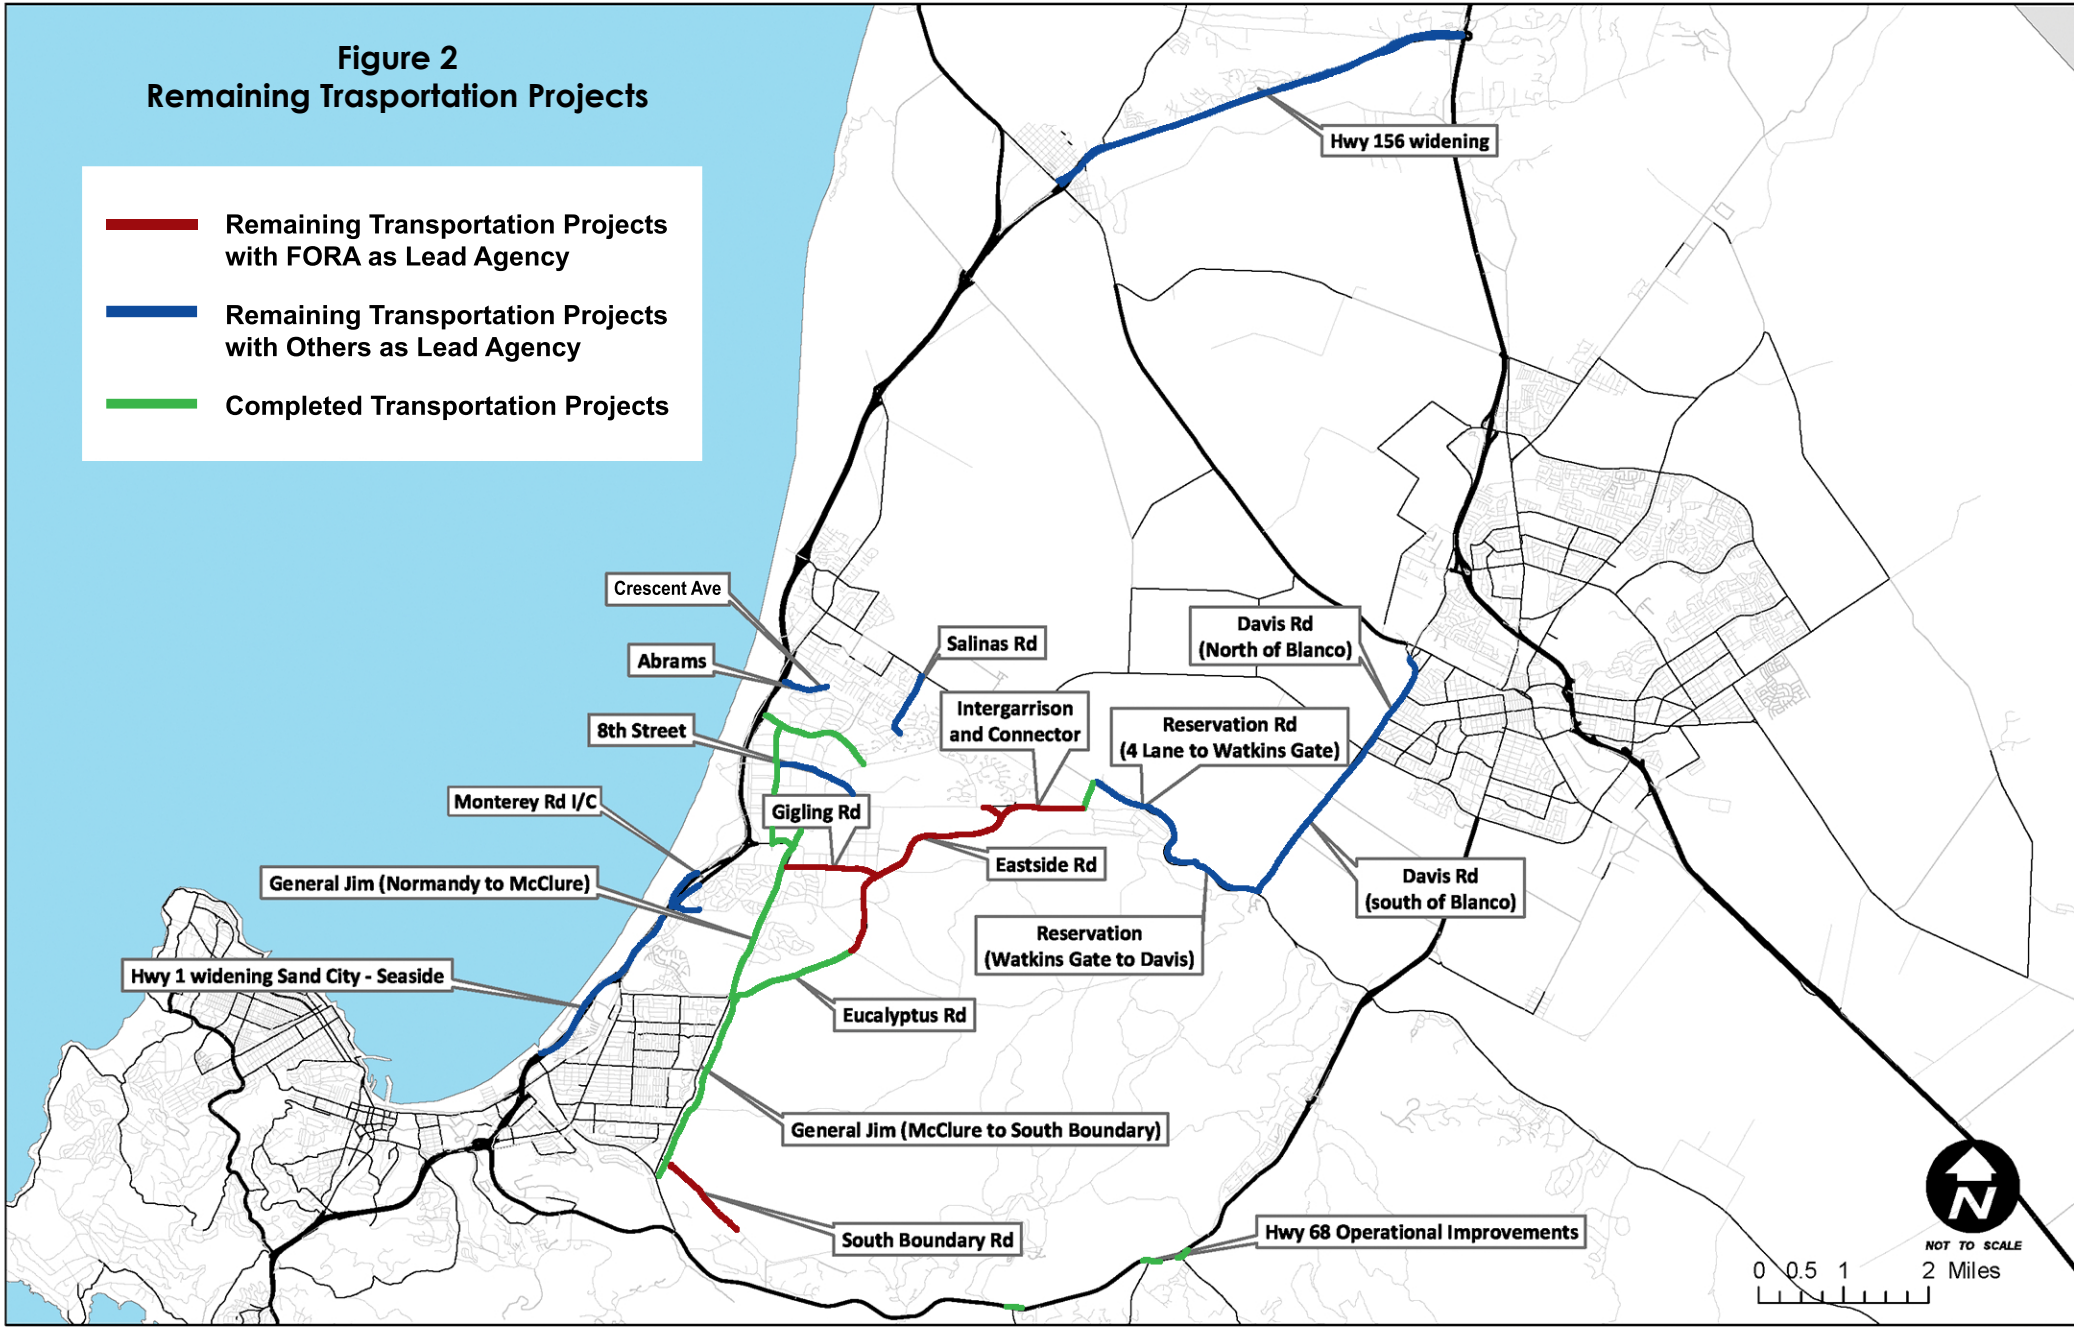 Figure 2
Remaining Trasportation Projects
Remaining Transportation Projects
with FORA as Lead Agency
Remaining Transportation Projects
with Others as Lead Agency
Completed Transportation Projects
Hwy 156 widening
Crescent Ave
Abrams
Salinas Rd
Davis Rd
(North of Blanco)
8th Street
Intergarrison
and Connector
Reservation Rd
(4 Lane to Watkins Gate)
Monterey Rd I/C
Gigling Rd
General Jim (Normandy to McClure)
Eastside Rd
Davis Rd
(south of Blanco)
Reservation
(Watkins Gate to Davis)
Hwy 1 widening Sand City - Seaside
Eucalyptus Rd
General Jim (McClure to South Boundary)
South Boundary Rd
Hwy 68 Operational Improvements
N
NOT TO SCALE
0 0.5 1 2 Miles